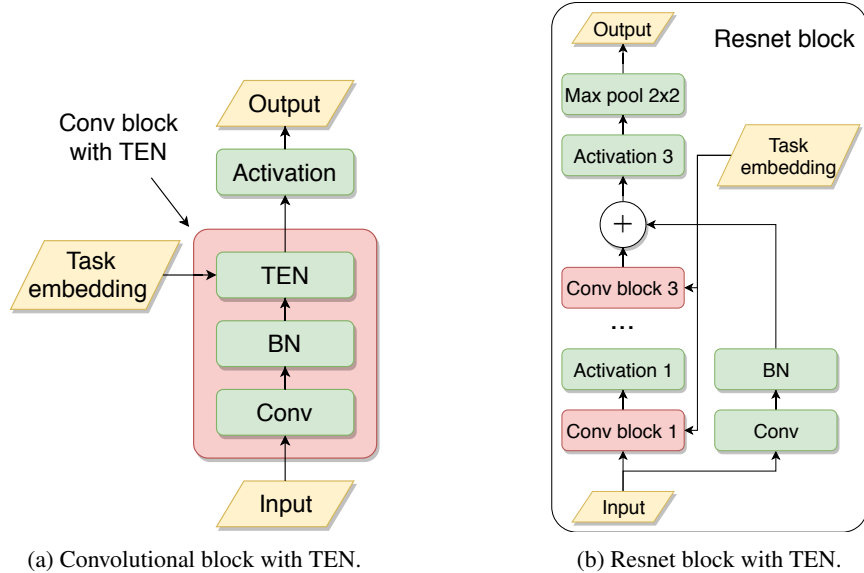 Output
Conv block
with TEN
Activation
Task
embedding
TEN
BN
Conv
Input
(a) Convolutional block with TEN.
Output
Resnet block
Max pool 2x2
Activation 3
Task
embedding
+
Conv block 3
...
Activation 1
BN
Conv block 1
Conv
Input
(b) Resnet block with TEN.